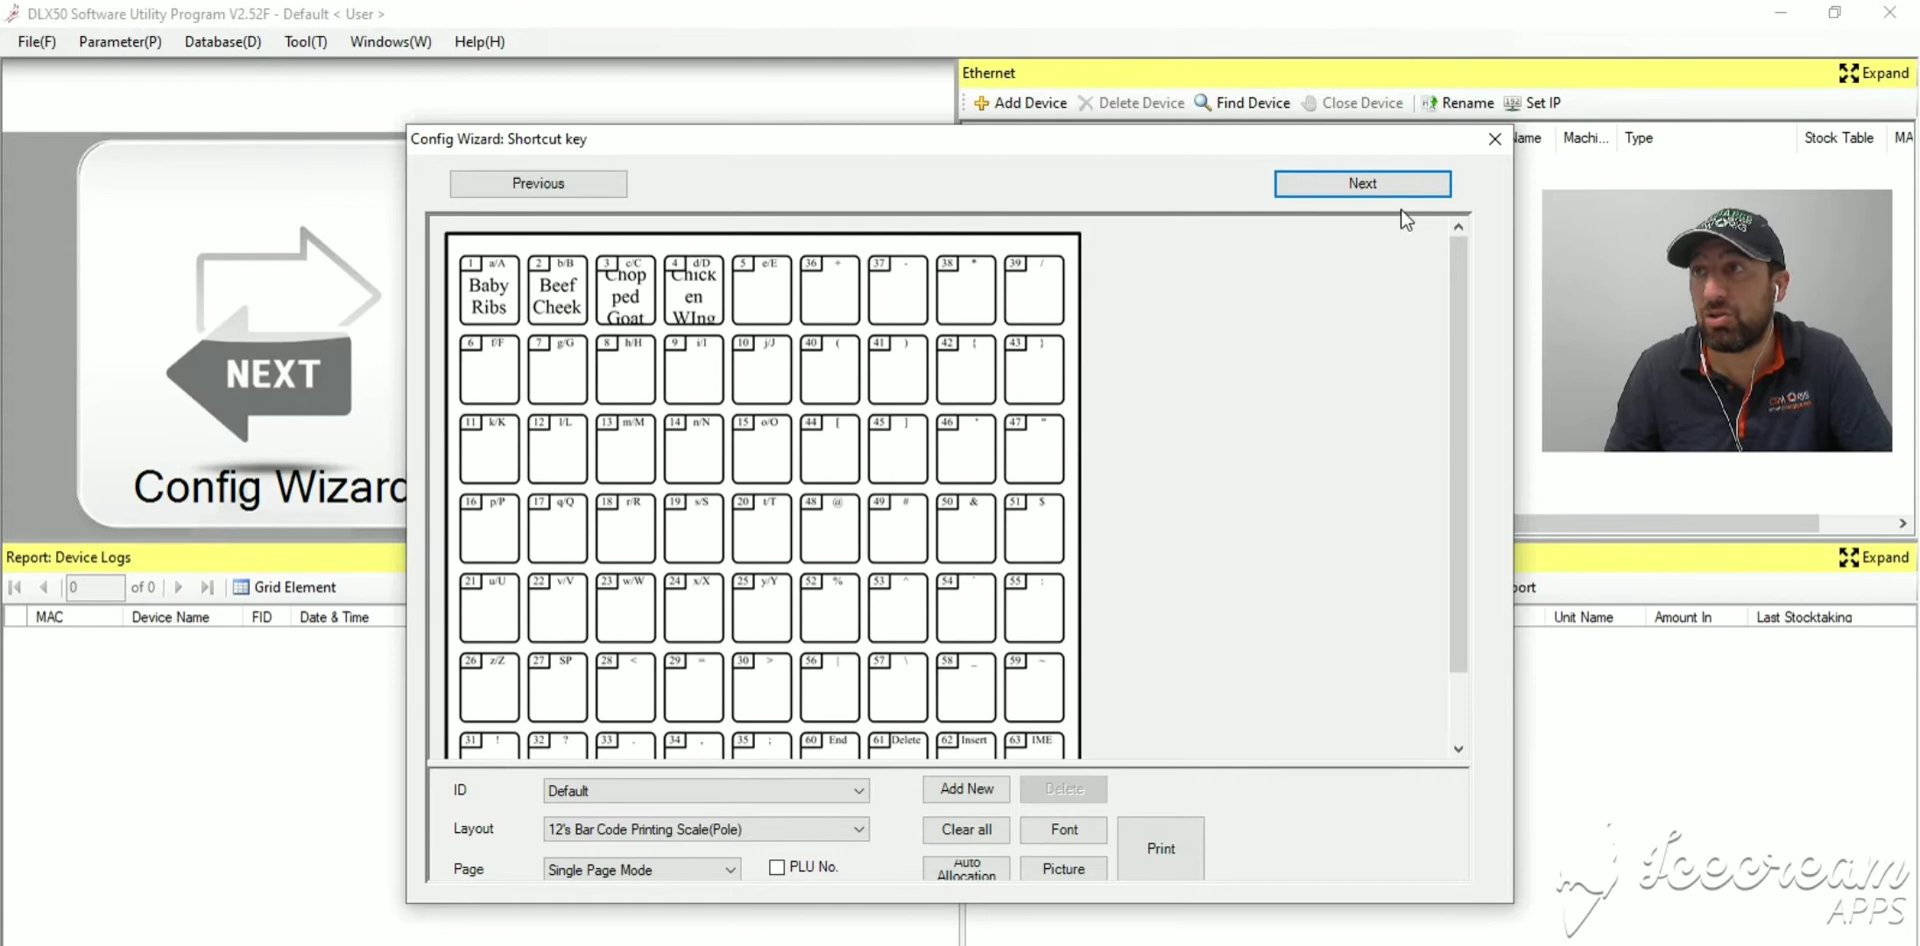 DLX50 Software Utility Program V2.52F - Default < User >
File(F) Parameter(P) Database(D) Tool(T) Windows(W) Help(H)
Ethernet Expand
Add Device Delete Device Find Device Close Device Rename Set IP
Config Wizard: Shortcut key
Machi... Type Stock Table MA
Previous Next
1 a/A 2 b/B 3 c/C 4 d/D 5 e/E 36 + 37 - 38 * 39 /
Baby Ribs
Beef Cheek
Chop ped Goat
Chick en WIng
6 f/F 7 g/G 8 h/H 9 i/I 10 j/J 40 ( 41 ) 42 { 43 }
11 k/K 12 l/L 13 m/M 14 n/N 15 o/O 44 [ 45 ] 46 ' 47 "
16 p/P 17 q/Q 18 r/R 19 s/S 20 t/T 48 @ 49 # 50 & 51 $
21 u/U 22 v/V 23 w/W 24 x/X 25 y/Y 52 % 53 ^ 54 ` 55 :
26 z/Z 27 SP 28 < 29 = 30 > 56 | 57 \ 58 _ 59 ~
31 ! 32 ? 33 . 34 , 35 ; 60 End 61 Delete 62 Insert 63 IME
NEXT
Config Wizard
Report: Device Logs Expand
0 of 0 Grid Element
MAC Device Name FID Date & Time Unit Name Amount In Last Stocktaking
ID Default Add New Delete
Layout 12's Bar Code Printing Scale(Pole) Clear all Font Print
Page Single Page Mode PLU No. Auto Allocation Picture
Icecream
APPS